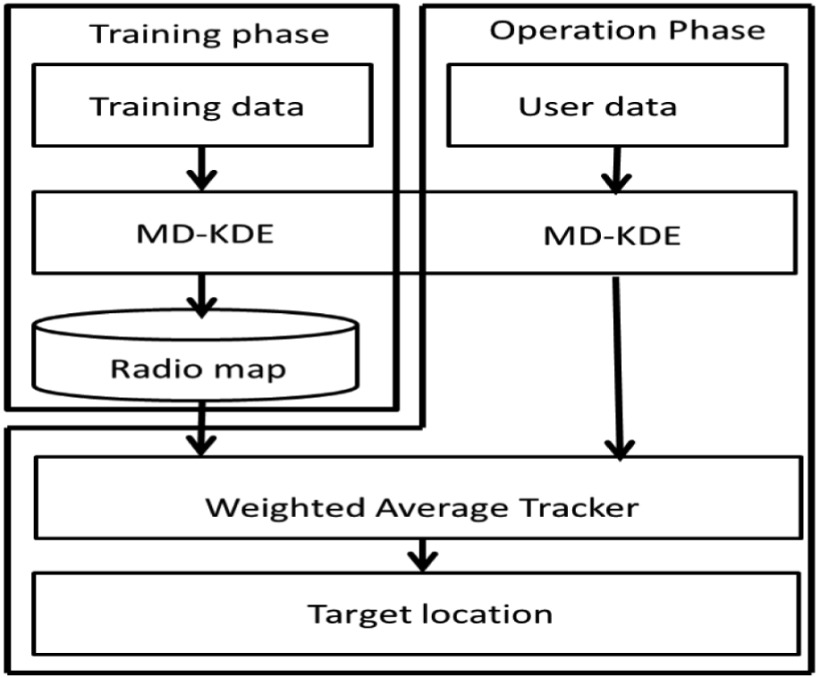 Training phase
Training data
MD-KDE
Radio map
Operation Phase
User data
MD-KDE
Weighted Average Tracker
Target location